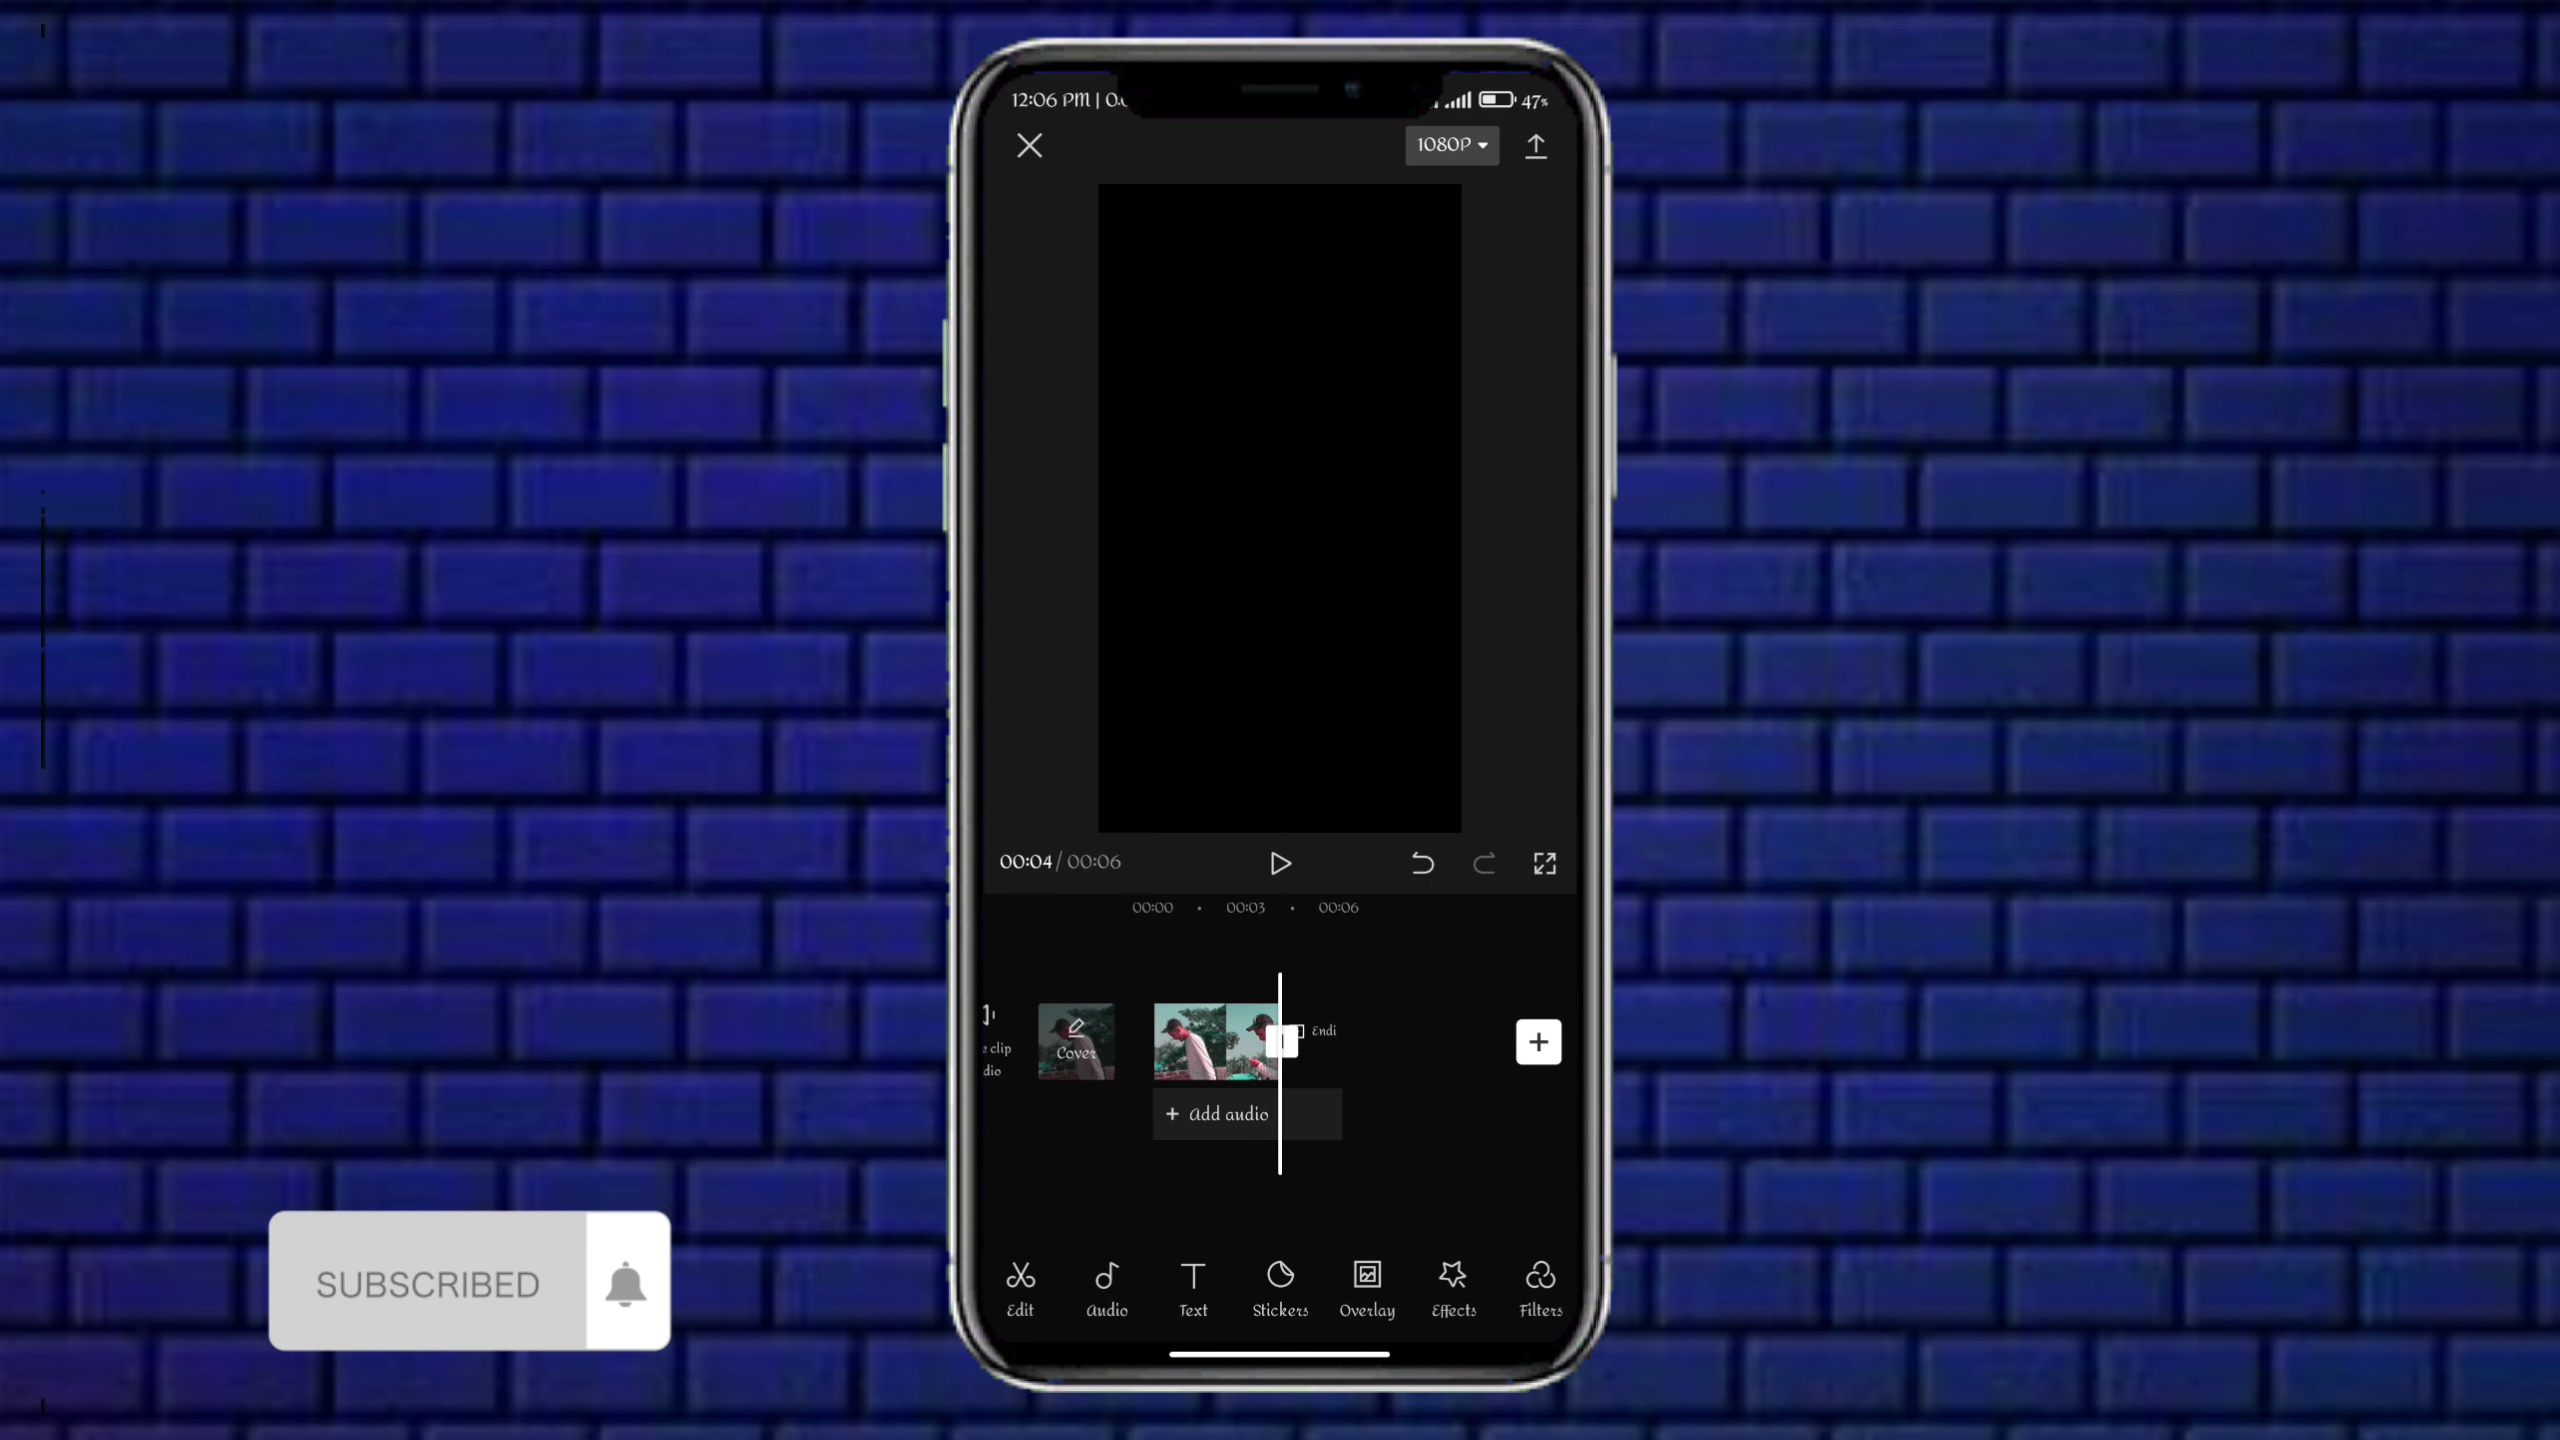 12:06 PM |
47%
1080P
00:04 / 00:06
00:00 • 00:03 • 00:06
clip
Cover
Endi
+ Add audio
SUBSCRIBED
Edit Audio Text Stickers Overlay Effects Filters